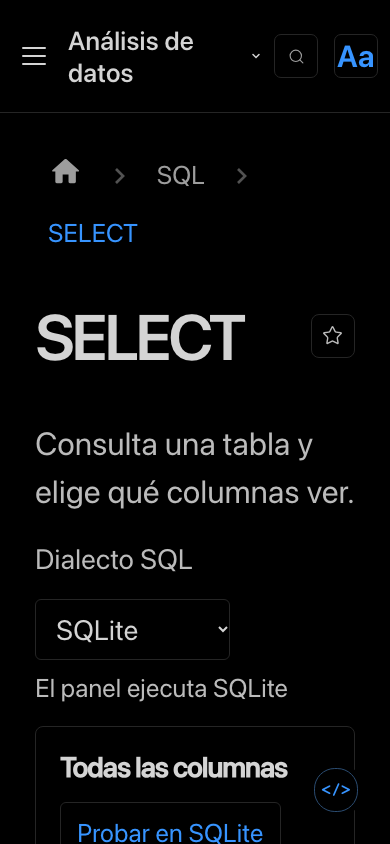 Análisis de
datos
Aa
SQL
SELECT
SELECT
Consulta una tabla y
elige qué columnas ver.
Dialecto SQL
SQLite
El panel ejecuta SQLite
Todas las columnas
</>
Probar en SQLite